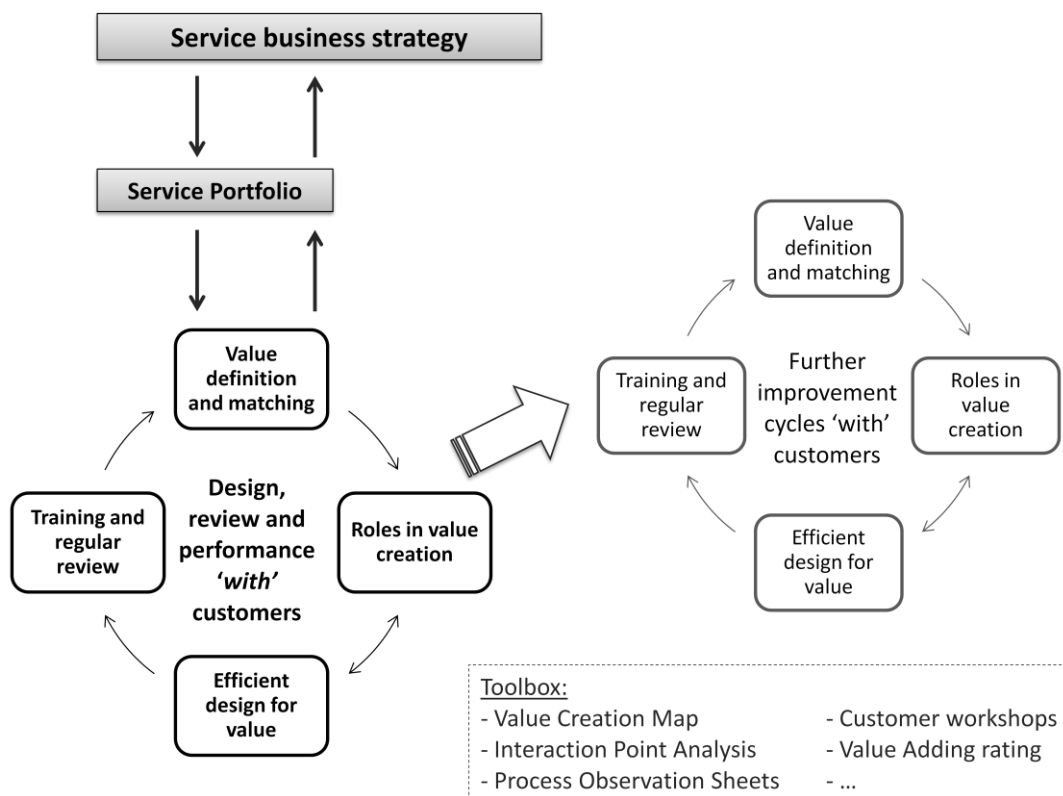 Service business strategy
Service Portfolio
Value
definition
and matching
Training and
regular
review
Design,
review and
performance
‘with’
customers
Roles in value
creation
Efficient
design for
value
Value
definition
and matching
Training and
regular
review
Further
improvement
cycles ‘with’
customers
Roles in
value
creation
Efficient
design for
value
Toolbox:
- Value Creation Map
- Interaction Point Analysis
- Process Observation Sheets
- Customer workshops
- Value Adding rating
- ...